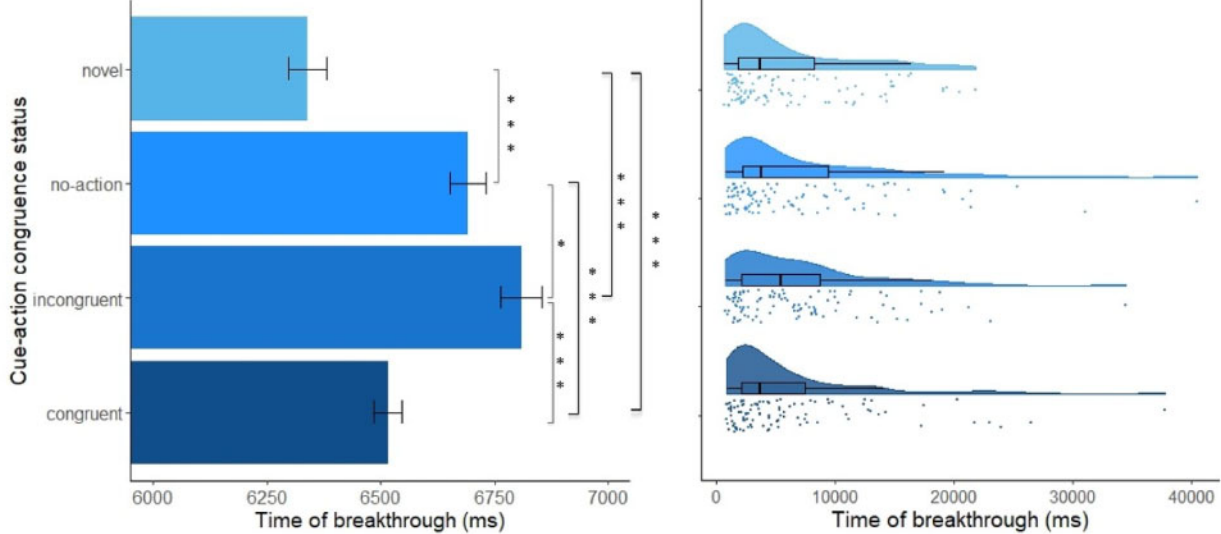 Cue-action congruence status
novel
no-action
incongruent
congruent
* * *
* * *
* * *
*
* * *
* * *
6000 6250 6500 6750 7000
Time of breakthrough (ms)
0 10000 20000 30000 40000
Time of breakthrough (ms)